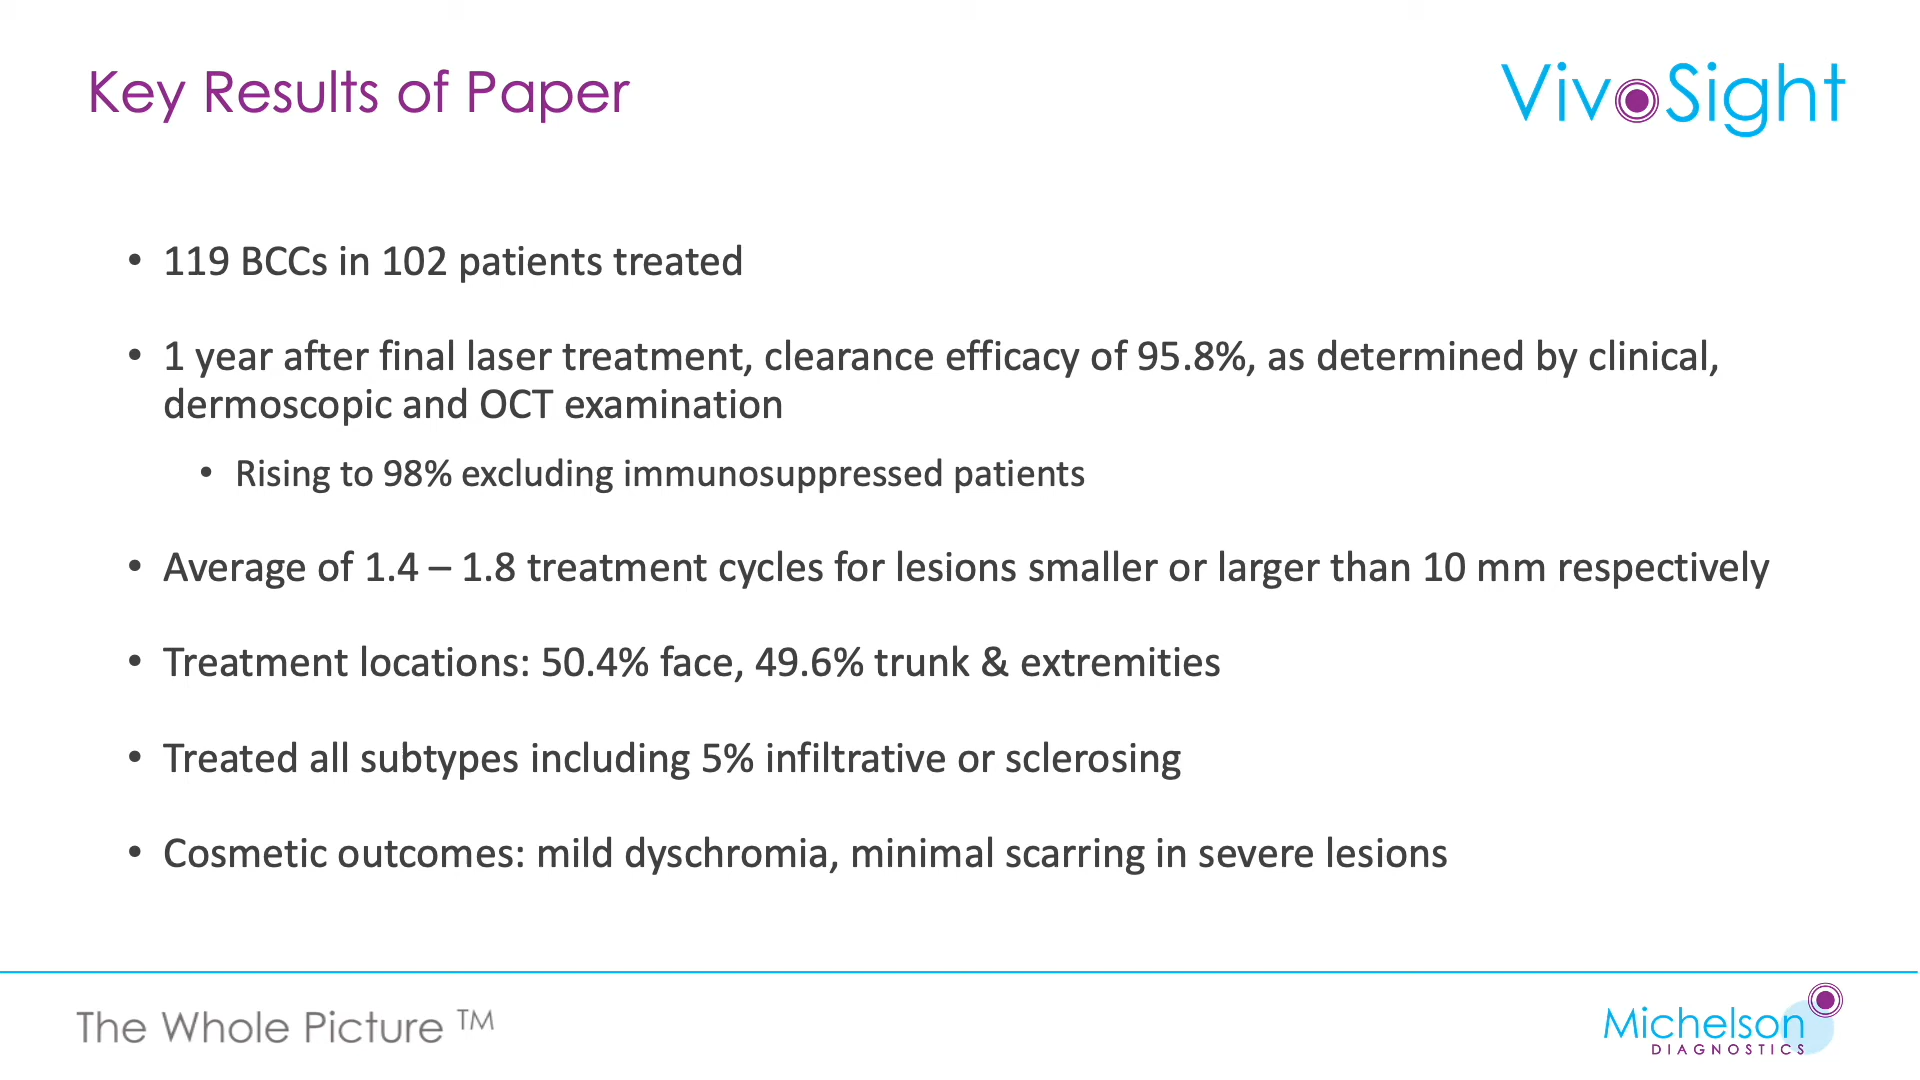 Key Results of Paper
VivoSight
• 119 BCCs in 102 patients treated
• 1 year after final laser treatment, clearance efficacy of 95.8%, as determined by clinical,
dermoscopic and OCT examination
• Rising to 98% excluding immunosuppressed patients
• Average of 1.4 – 1.8 treatment cycles for lesions smaller or larger than 10 mm respectively
• Treatment locations: 50.4% face, 49.6% trunk & extremities
• Treated all subtypes including 5% infiltrative or sclerosing
• Cosmetic outcomes: mild dyschromia, minimal scarring in severe lesions
The Whole Picture ™
Michelson
DIAGNOSTICS